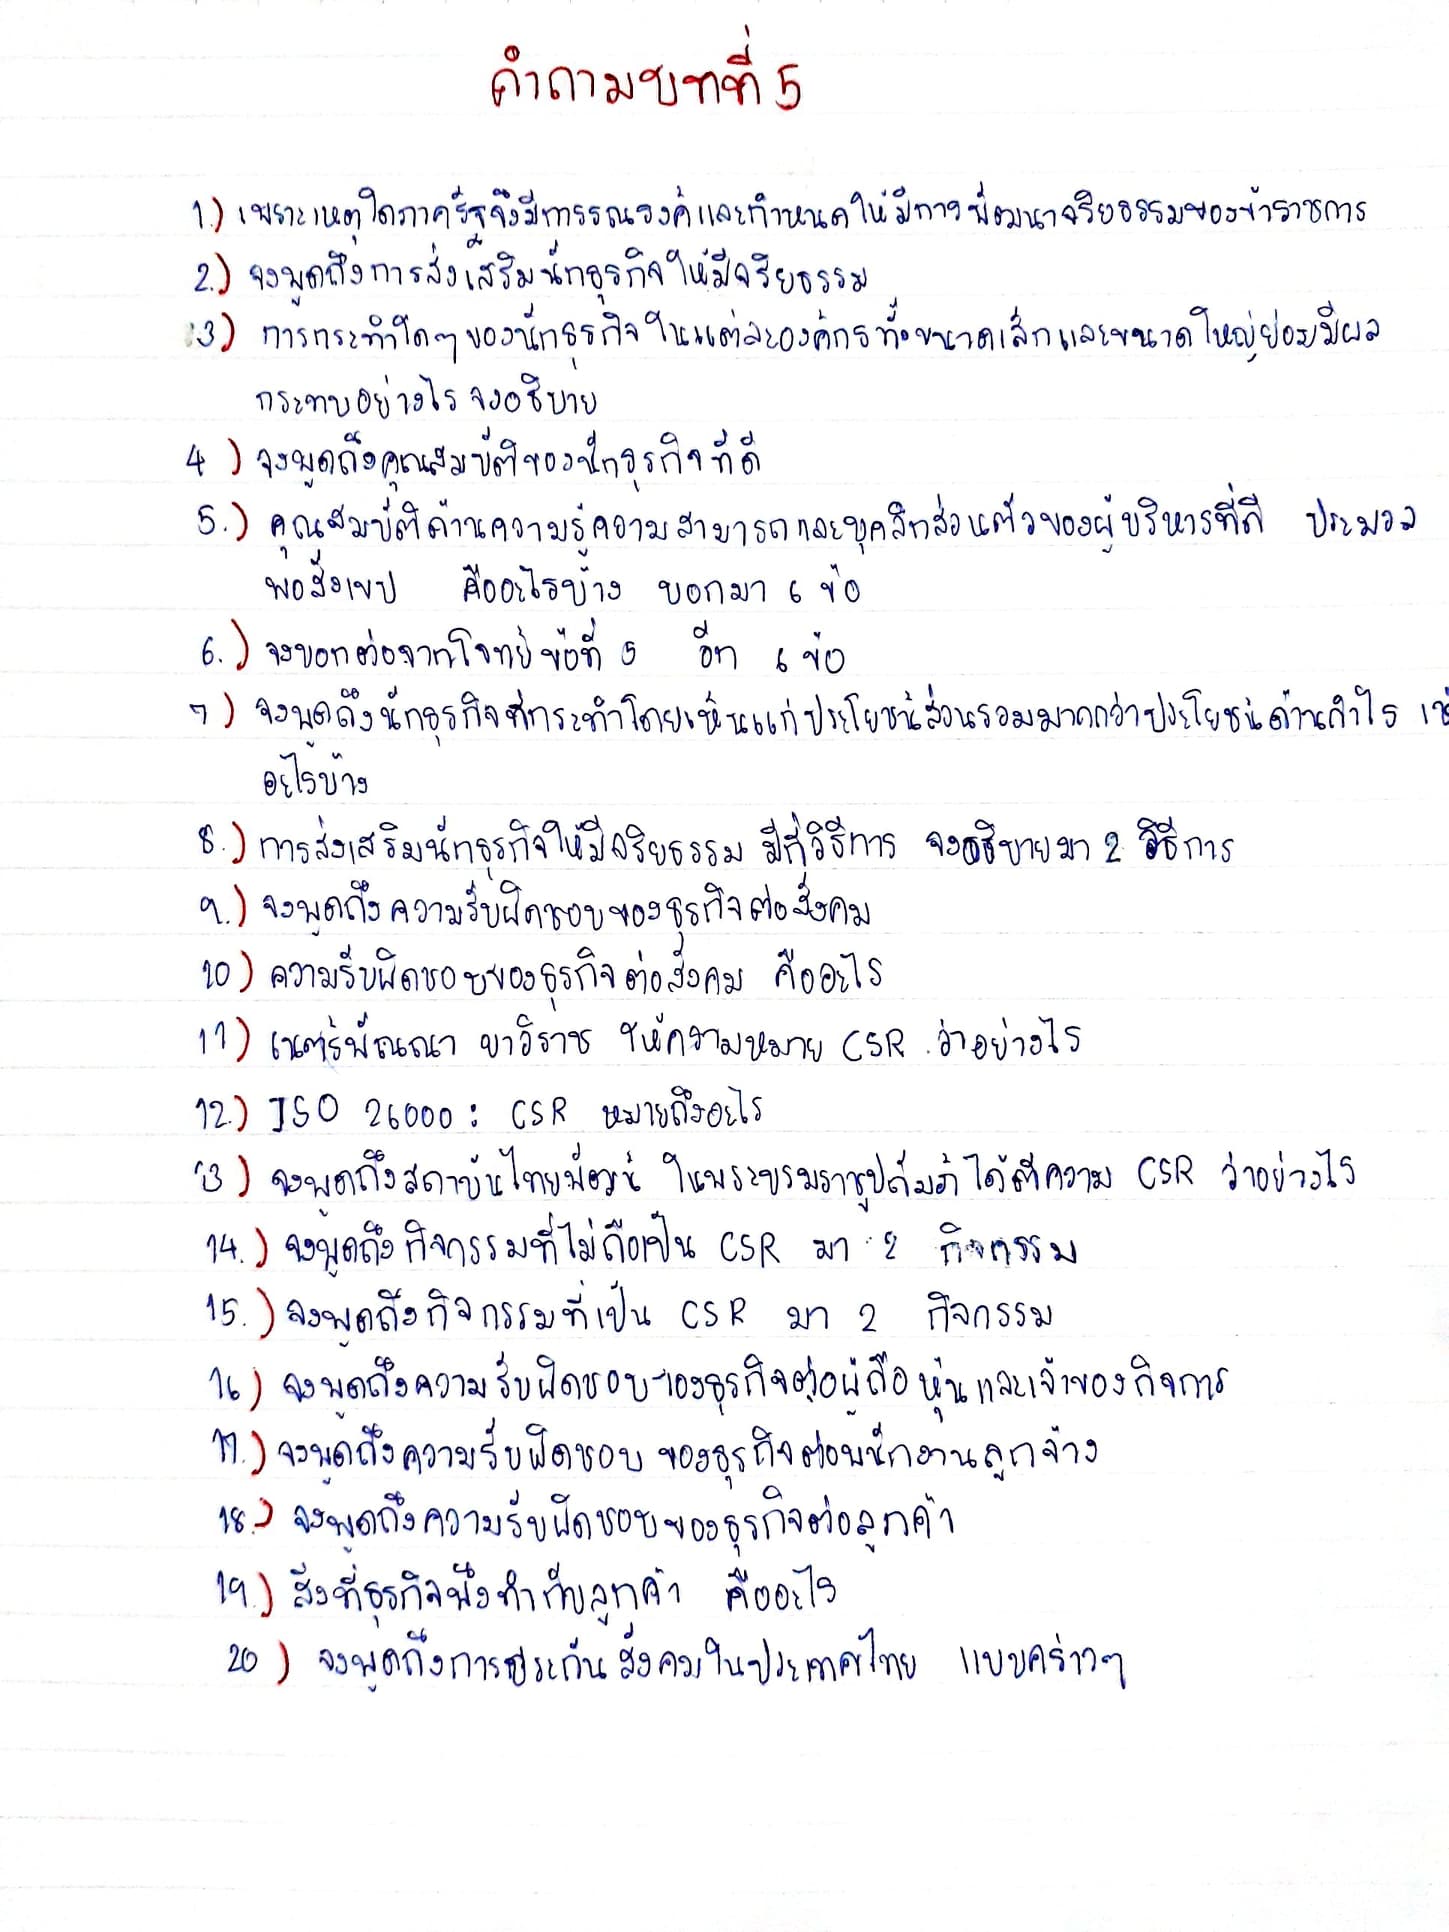 คำถามบทที่ 5
1.) เพราะเหตุใดภาครัฐจึงมีการรณรงค์และกำหนดให้มีการพัฒนาจริยธรรมของข้าราชการ
2.) จงพูดถึงการส่งเสริมนักธุรกิจให้มีจริยธรรม
3) การกระทำใดๆของนักธุรกิจในแต่ละองค์กรทั้งขนาดเล็กและขนาดใหญ่ย่อมมีผล
กระทบอย่างไร จงอธิบาย
4) จงพูดถึงคุณสมบัติของนักธุรกิจที่ดี
5.) คุณสมบัติด้านความรู้ความสามารถและบุคลิกส่วนตัวของผู้บริหารที่ดี ประมวล
พอสังเขป คืออะไรบ้าง บอกมา 6 ข้อ
6.) จงบอกต่อจากโจทย์ข้อที่ 5 อีก 6 ข้อ
7) จงพูดถึงนักธุรกิจที่กระทำโดยเห็นแก่ประโยชน์ส่วนรวมมากกว่าประโยชน์ด้านกำไร
อะไรบ้าง
8.) การส่งเสริมนักธุรกิจให้มีจริยธรรม มีกี่วิธีการ จงอธิบายมา 2 วิธีการ
9.) จงพูดถึงความรับผิดชอบของธุรกิจต่อสังคม
10) ความรับผิดชอบของธุรกิจต่อสังคม คืออะไร
11) เนตร์พัณณา ยาวิราช ให้ความหมาย CSR ว่าอย่างไร
12.) ISO 26000: CSR หมายถึงอะไร
13) จงพูดถึงสถาบันไทยพัฒน์ ในพระบรมราชูปถัมภ์ ได้ตีความ CSR ว่าอย่างไร
14.) จงพูดถึงกิจกรรมที่ไม่ถือเป็น CSR มา 2 กิจกรรม
15.) จงพูดถึงกิจกรรมที่เป็น CSR มา 2 กิจกรรม
16) จงพูดถึงความรับผิดชอบของธุรกิจต่อผู้ถือหุ้นและเจ้าของกิจการ
17.) จงพูดถึงความรับผิดชอบของธุรกิจต่อพนักงานลูกจ้าง
18.) จงพูดถึงความรับผิดชอบของธุรกิจต่อลูกค้า
19.) สิ่งที่ธุรกิจพึงทำกับลูกค้า คืออะไร
20) จงพูดถึงการประกันสังคมในประเทศไทย แบบคร่าวๆ